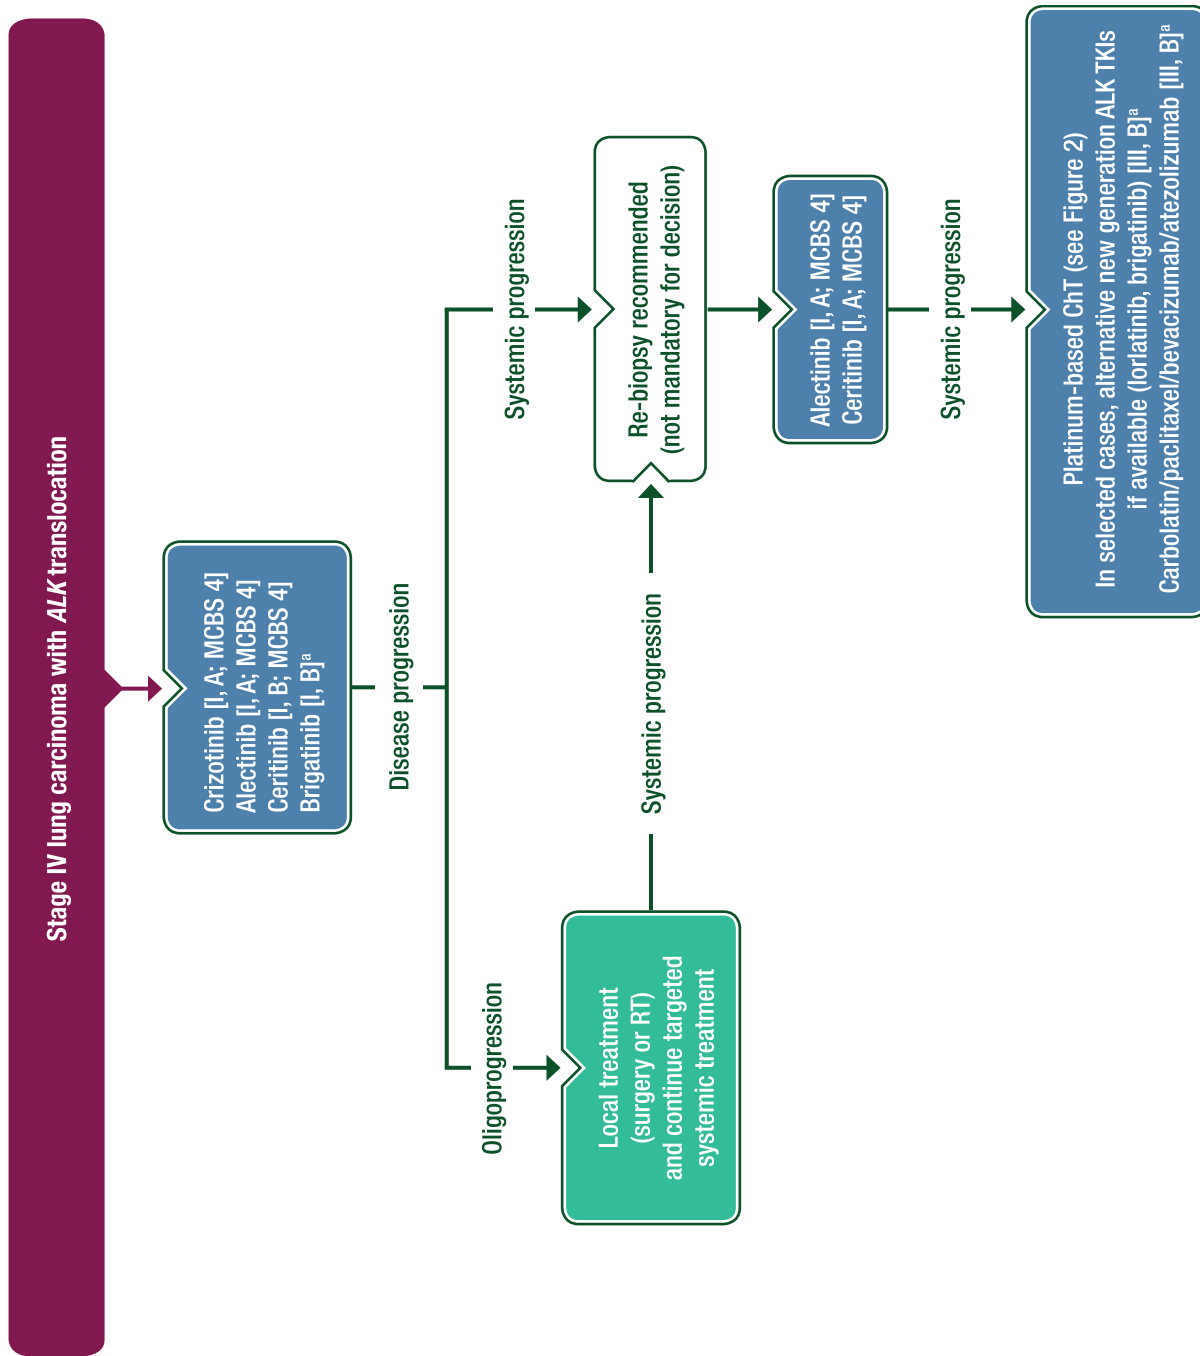 Stage IV lung carcinoma with ALK translocation
Crizotinib [I, A; MCBS 4]
Alectinib [I, A; MCBS 4]
Ceritinib [I, B; MCBS 4]
Brigatinib [I, B]a
Disease progression
Oligoprogression
Systemic progression
Local treatment
(surgery or RT)
and continue targeted
systemic treatment
Systemic progression
Re-biopsy recommended
(not mandatory for decision)
Alectinib [I, A; MCBS 4]
Ceritinib [I, A; MCBS 4]
Systemic progression
Platinum-based ChT (see Figure 2)
In selected cases, alternative new generation ALK TKIs
if available (lorlatinib, brigatinib) [III, B]a
Carbolatin/paclitaxel/bevacizumab/atezolizumab [III, B]a